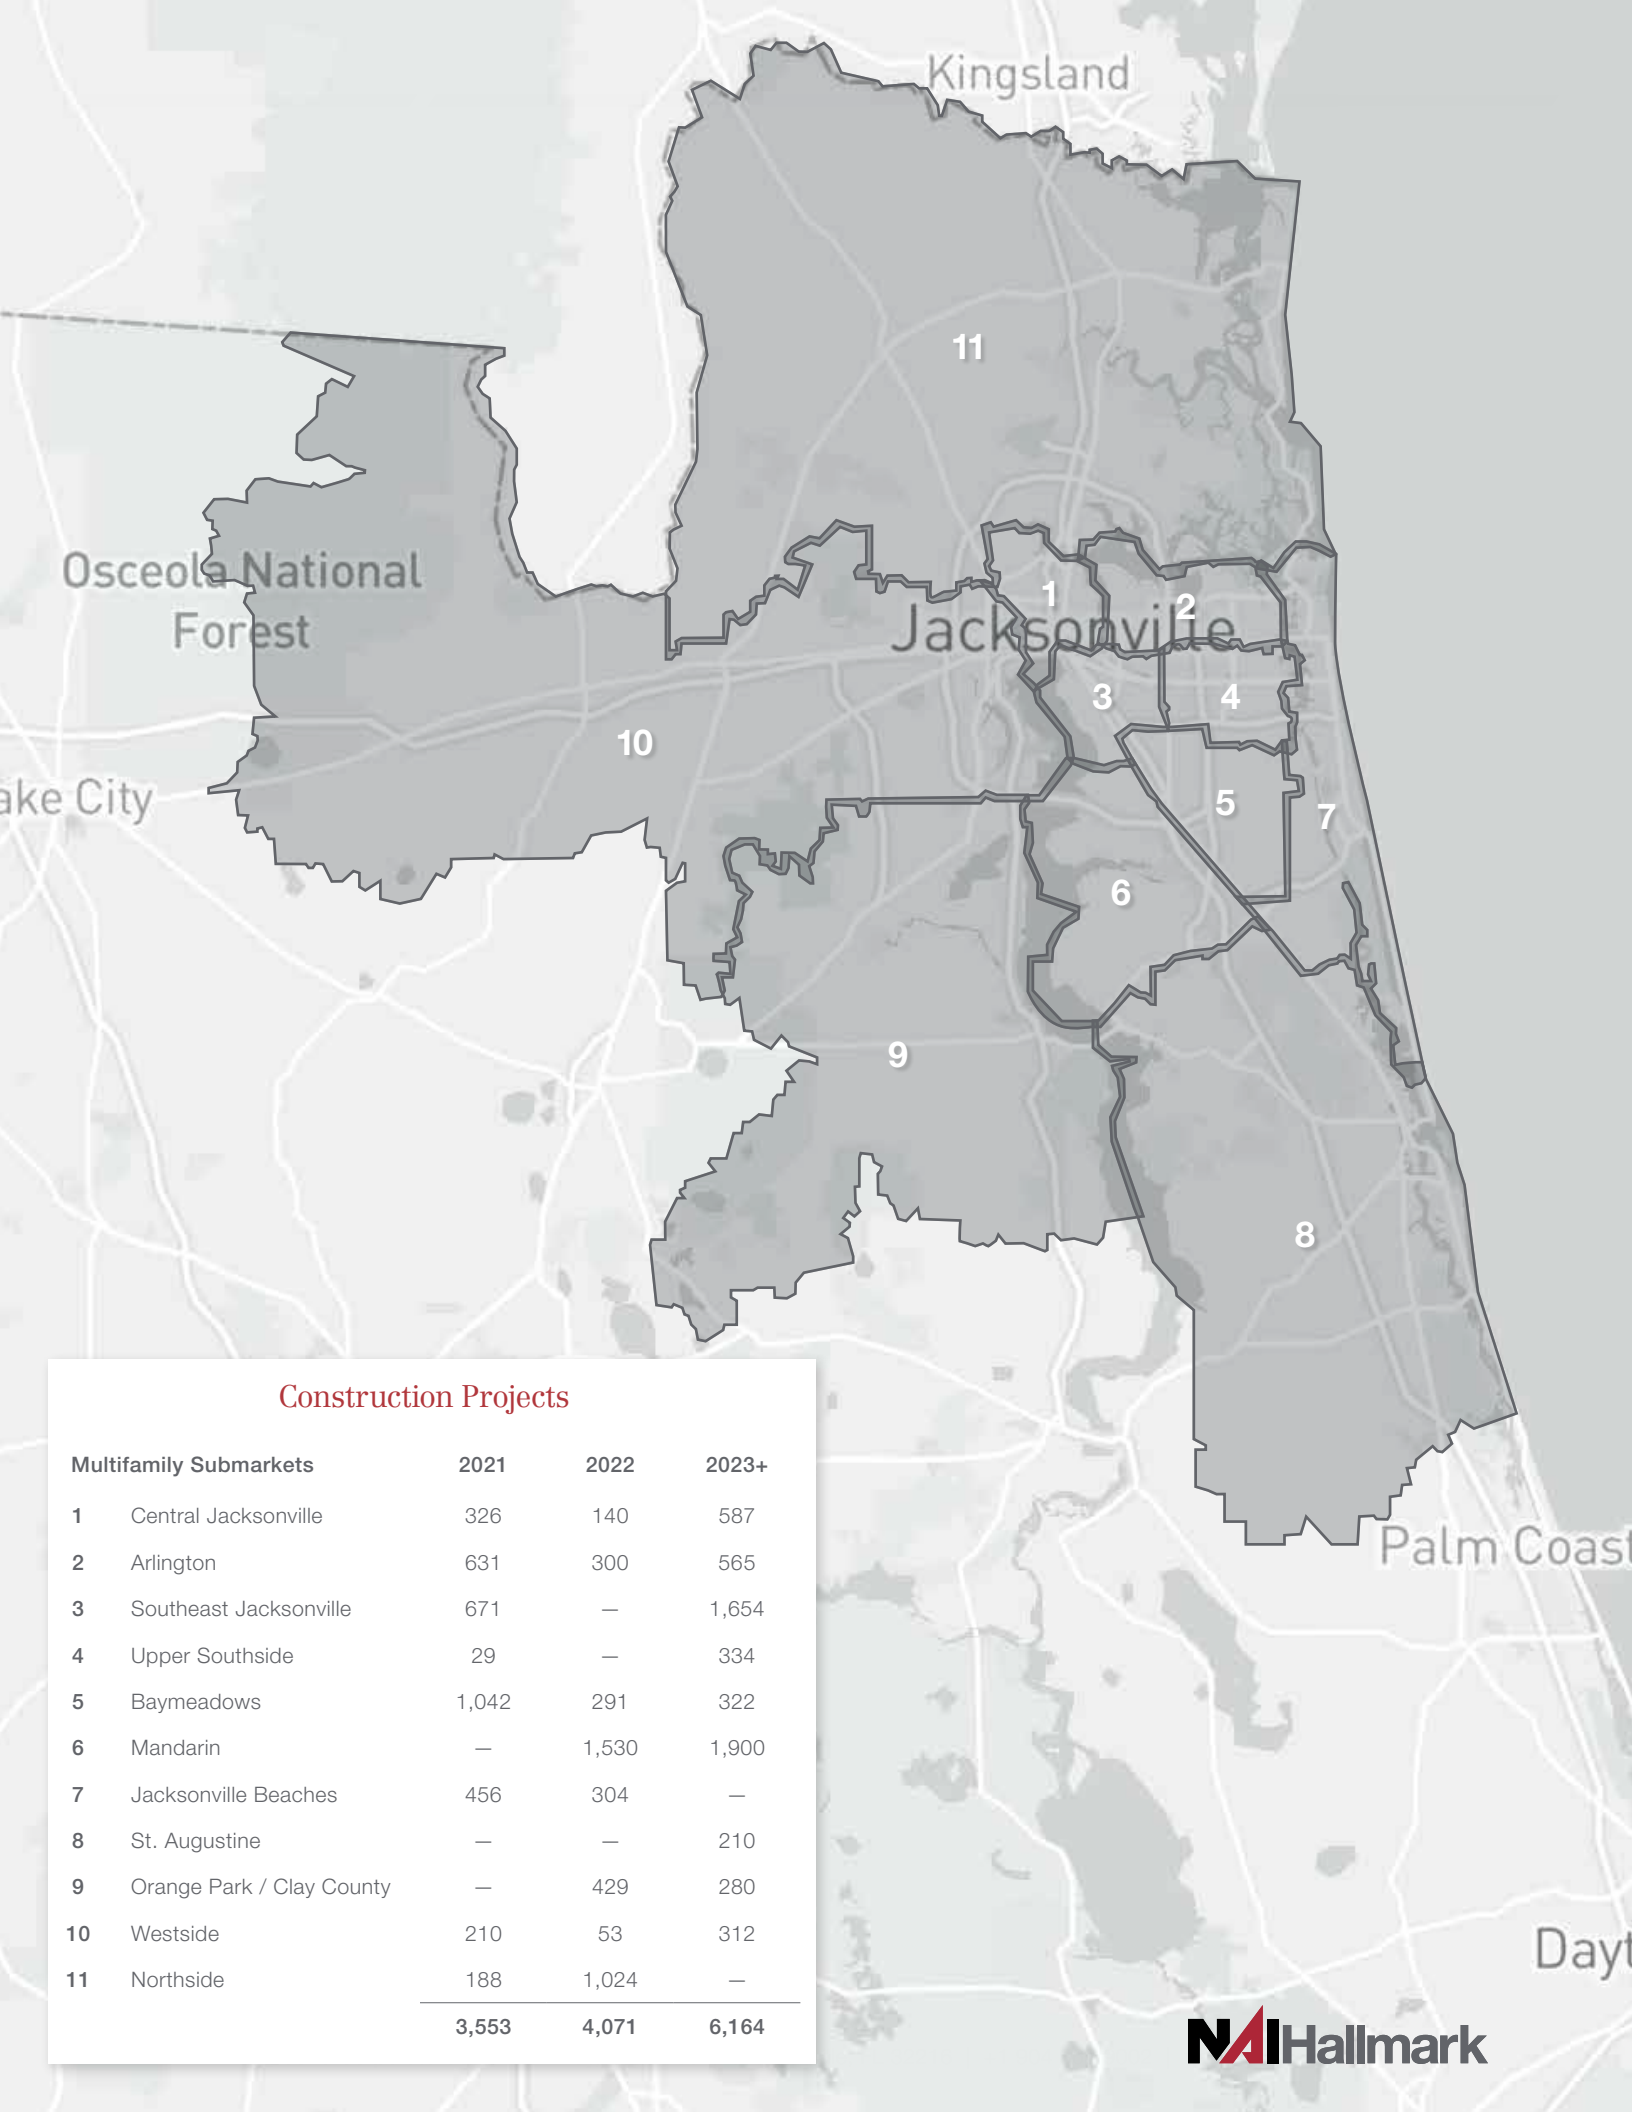 Kingsland
11
Osceola National
Forest
1
2
Jacksonville
3
4
10
ake City
5
7
6
9
8
Construction Projects
Multifamily Submarkets 2021 2022 2023+
1 Central Jacksonville 326 140 587
2 Arlington 631 300 565
3 Southeast Jacksonville 671 — 1,654
4 Upper Southside 29 — 334
5 Baymeadows 1,042 291 322
6 Mandarin — 1,530 1,900
7 Jacksonville Beaches 456 304 —
8 St. Augustine — — 210
9 Orange Park / Clay County — 429 280
10 Westside 210 53 312
11 Northside 188 1,024 —
3,553 4,071 6,164
Palm Coast
Dayt
NAIHallmark